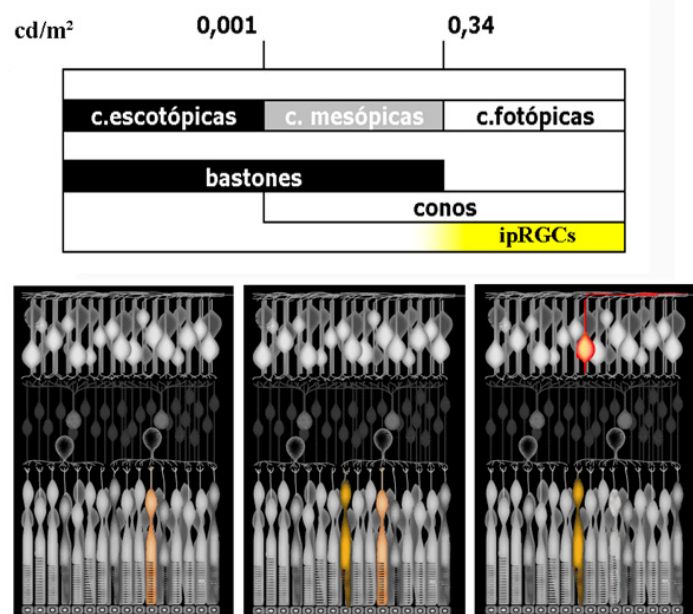 cd/m² 0,001 0,34
c.escotópicas c. mesópicas c.fotópicas
bastones
conos
ipRGCs